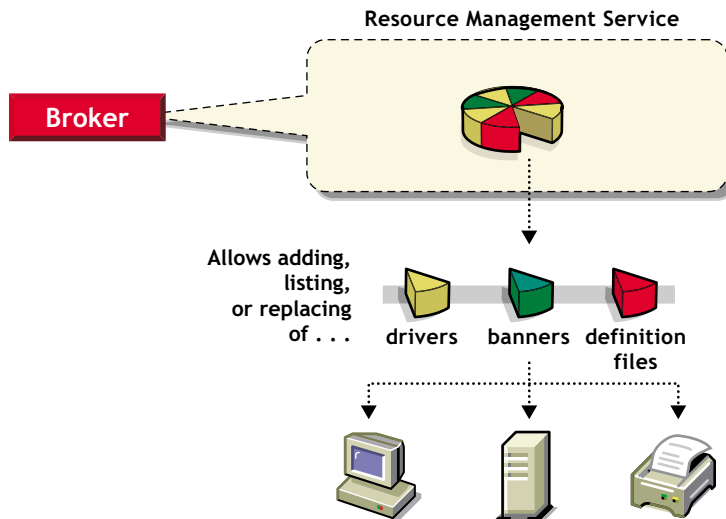 Resource Management Service
Broker
Allows adding,
listing,
or replacing
of . . .
drivers
banners
definition
files